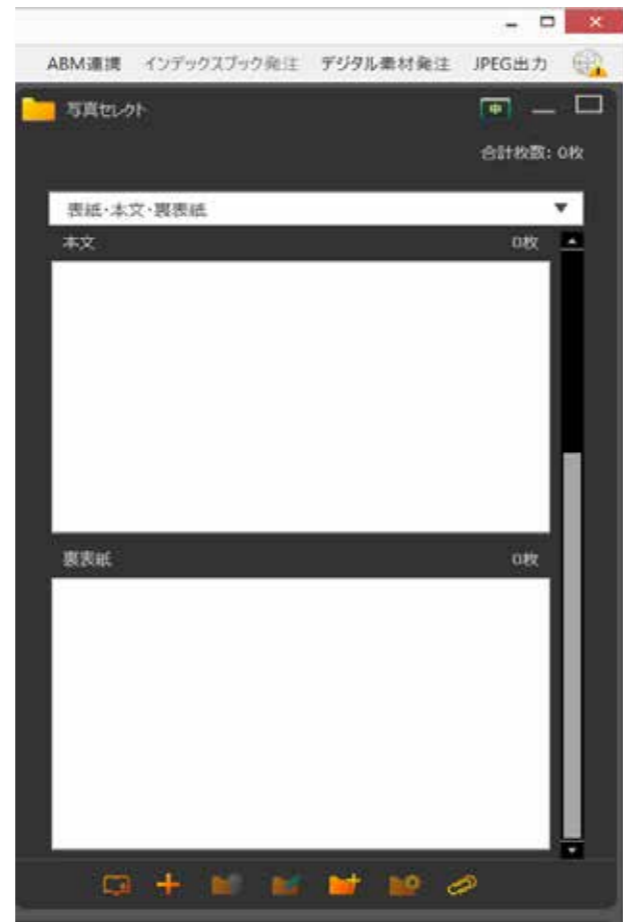 ABM連携 インデックスブック発注 デジタル素材発注 JPEG出力
写真セレクト 中
合計枚数: 0枚
表紙・本文・裏表紙
本文 0枚
裏表紙 0枚